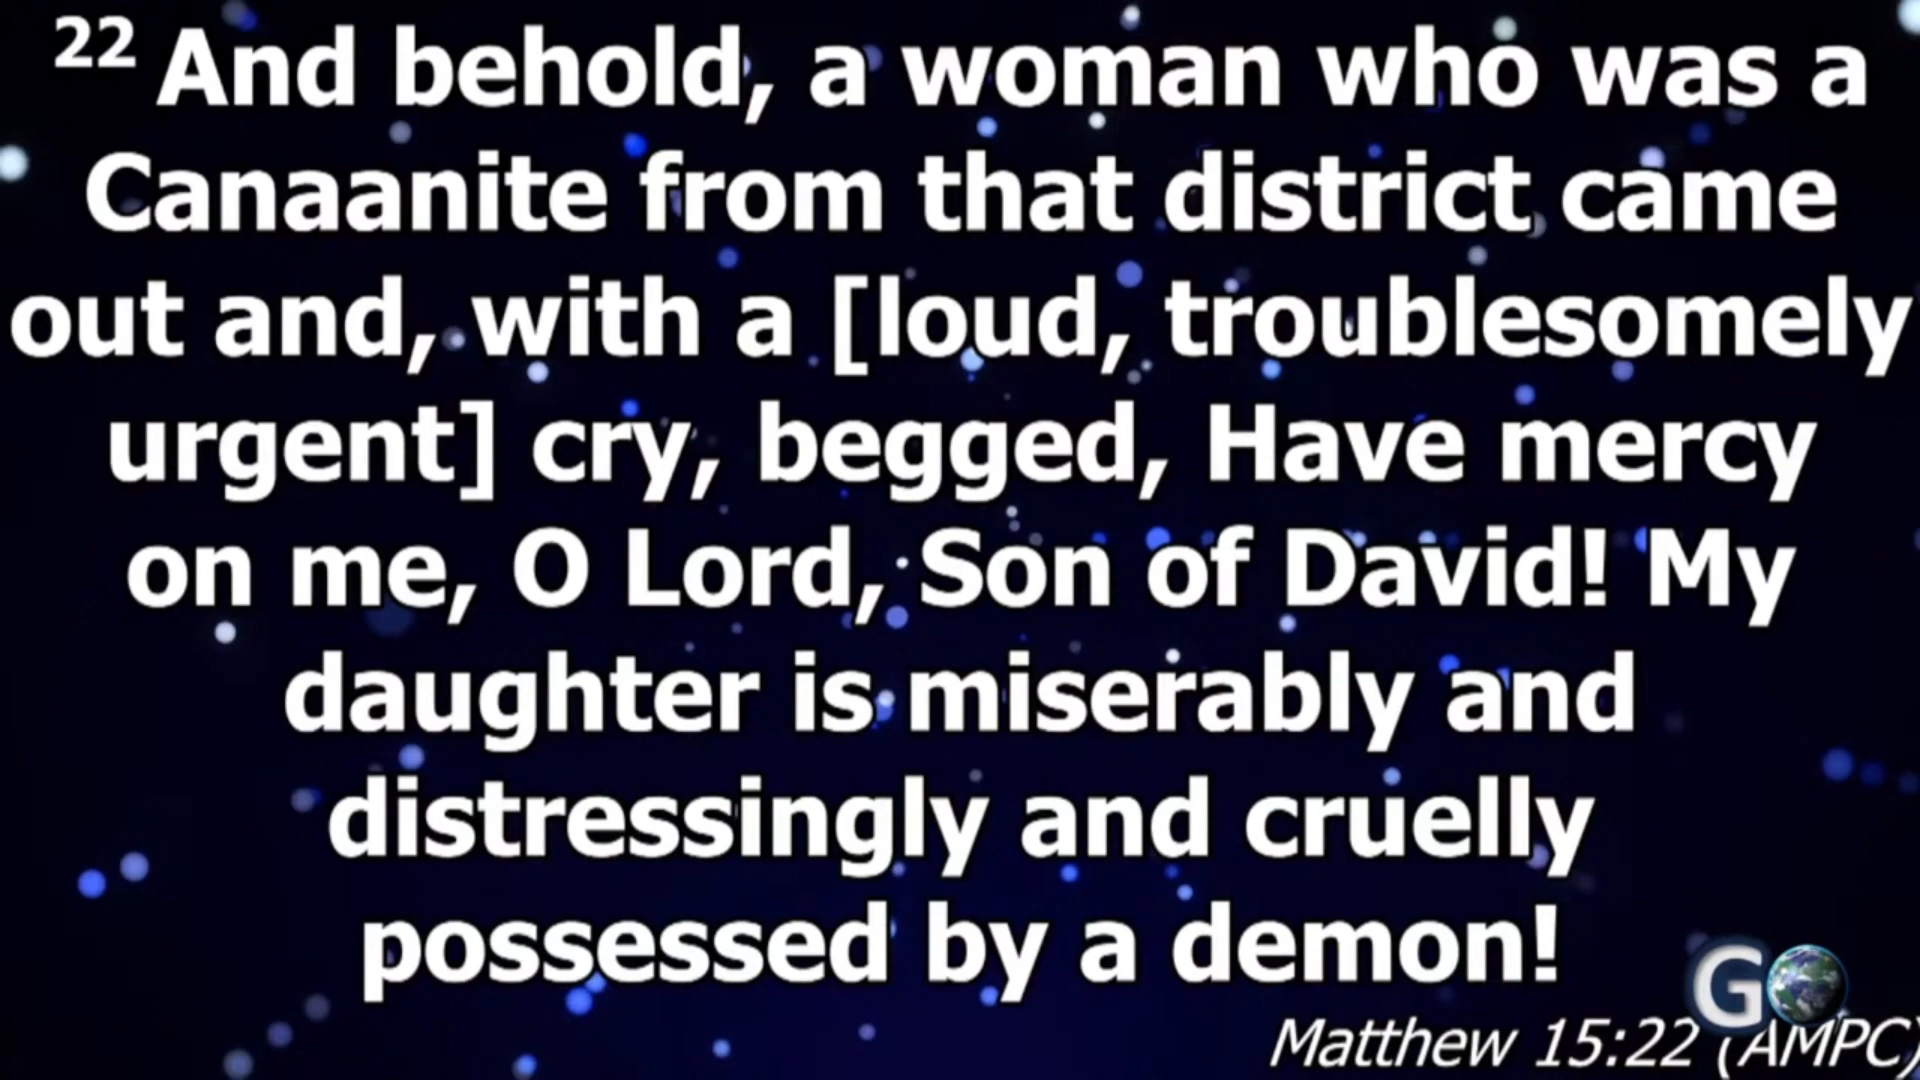 22 And behold, a woman who was a
Canaanite from that district came
out and, with a [loud, troublesomely
urgent] cry, begged, Have mercy
on me, O Lord, Son of David! My
daughter is miserably and
distressingly and cruelly
possessed by a demon!
GO
Matthew 15:22 (AMPC)